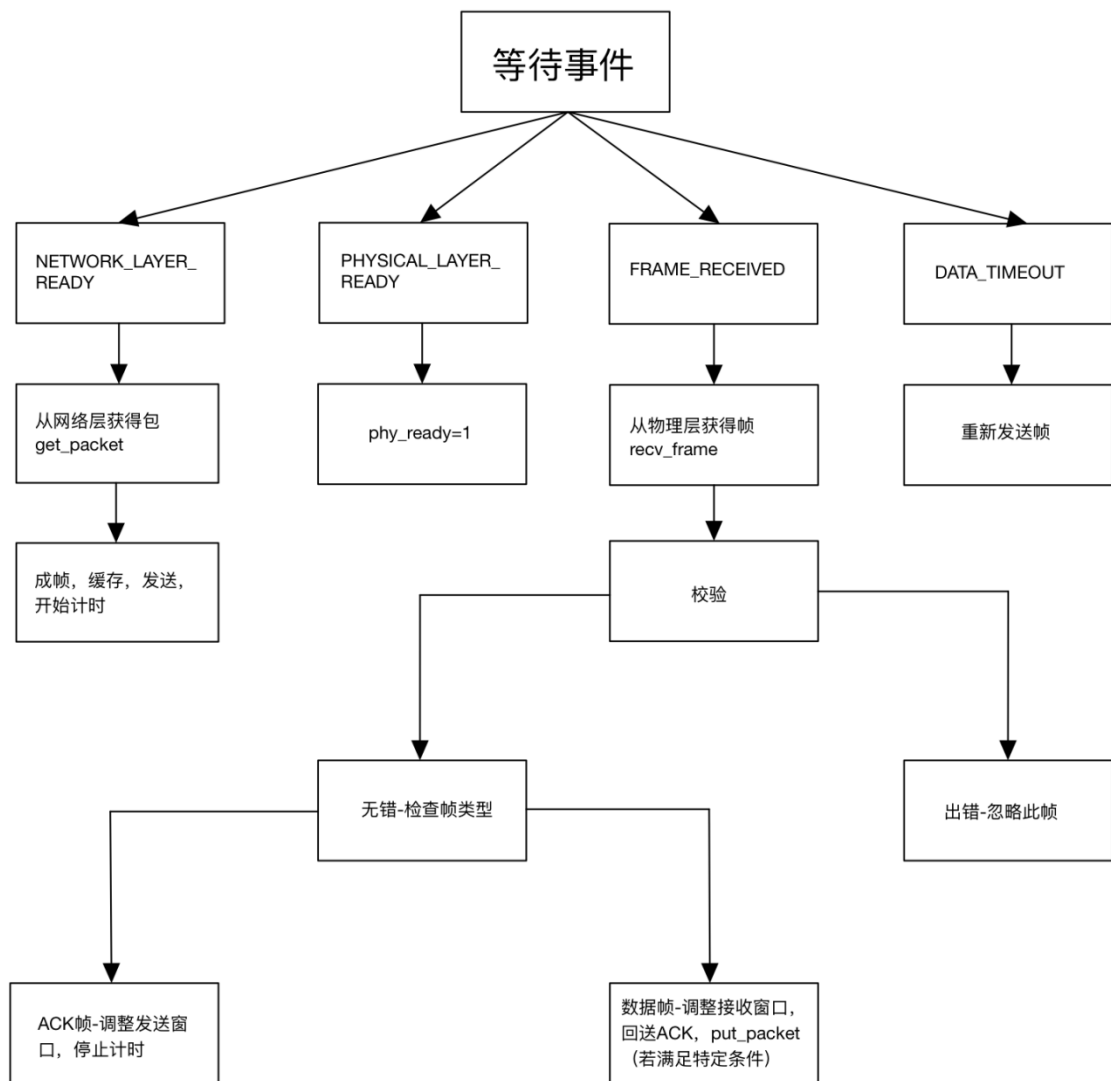 等待事件
NETWORK_LAYER_
READY
PHYSICAL_LAYER_
READY
FRAME_RECEIVED
DATA_TIMEOUT
从网络层获得包
get_packet
phy_ready=1
从物理层获得帧
recv_frame
重新发送帧
成帧，缓存，发送，
开始计时
校验
无错-检查帧类型
出错-忽略此帧
ACK帧-调整发送窗
口，停止计时
数据帧-调整接收窗口，
回送ACK，put_packet
（若满足特定条件）